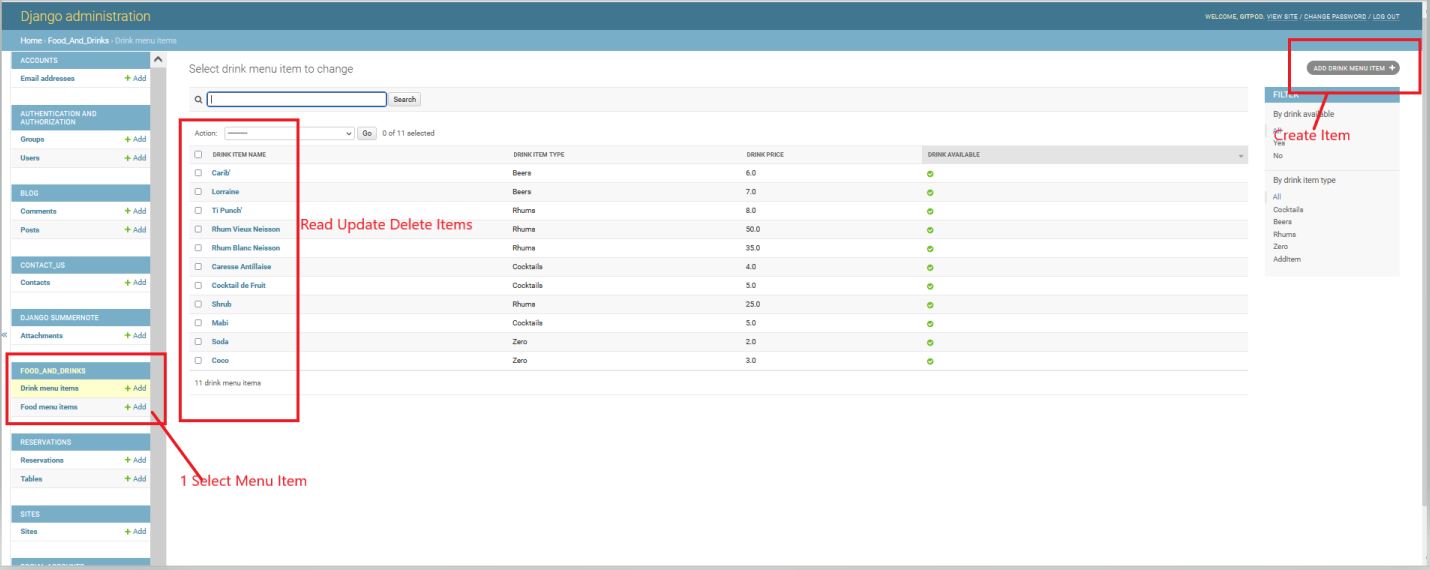 Django administration
WELCOME, GITPOD. VIEW SITE / CHANGE PASSWORD / LOG OUT
Home › Food_And_Drinks › Drink menu items
ACCOUNTS
Email addresses + Add
AUTHENTICATION AND
AUTHORIZATION
Groups + Add
Users + Add
BLOG
Comments + Add
Posts + Add
CONTACT_US
Contacts + Add
DJANGO SUMMERNOTE
Attachments + Add
«
FOOD_AND_DRINKS
Drink menu items + Add
Food menu items + Add
RESERVATIONS
Reservations + Add
Tables + Add
SITES
Sites + Add
SOCIAL ACCOUNTS
1 Select Menu Item
Select drink menu item to change
ADD DRINK MENU ITEM +
Search
Action: --------- Go 0 of 11 selected
DRINK ITEM NAME DRINK ITEM TYPE DRINK PRICE DRINK AVAILABLE
Carib' Beers 6.0
Lorraine Beers 7.0
Ti Punch' Rhums 8.0
Rhum Vieux Neisson Rhums 50.0
Rhum Blanc Neisson Rhums 35.0
Caresse Antillaise Cocktails 4.0
Cocktail de Fruit Cocktails 5.0
Shrub Rhums 25.0
Mabi Cocktails 5.0
Soda Zero 2.0
Coco Zero 3.0
11 drink menu items
Read Update Delete Items
FILTER
By drink available
All
Create Item
Yes
No
By drink item type
All
Cocktails
Beers
Rhums
Zero
AddItem